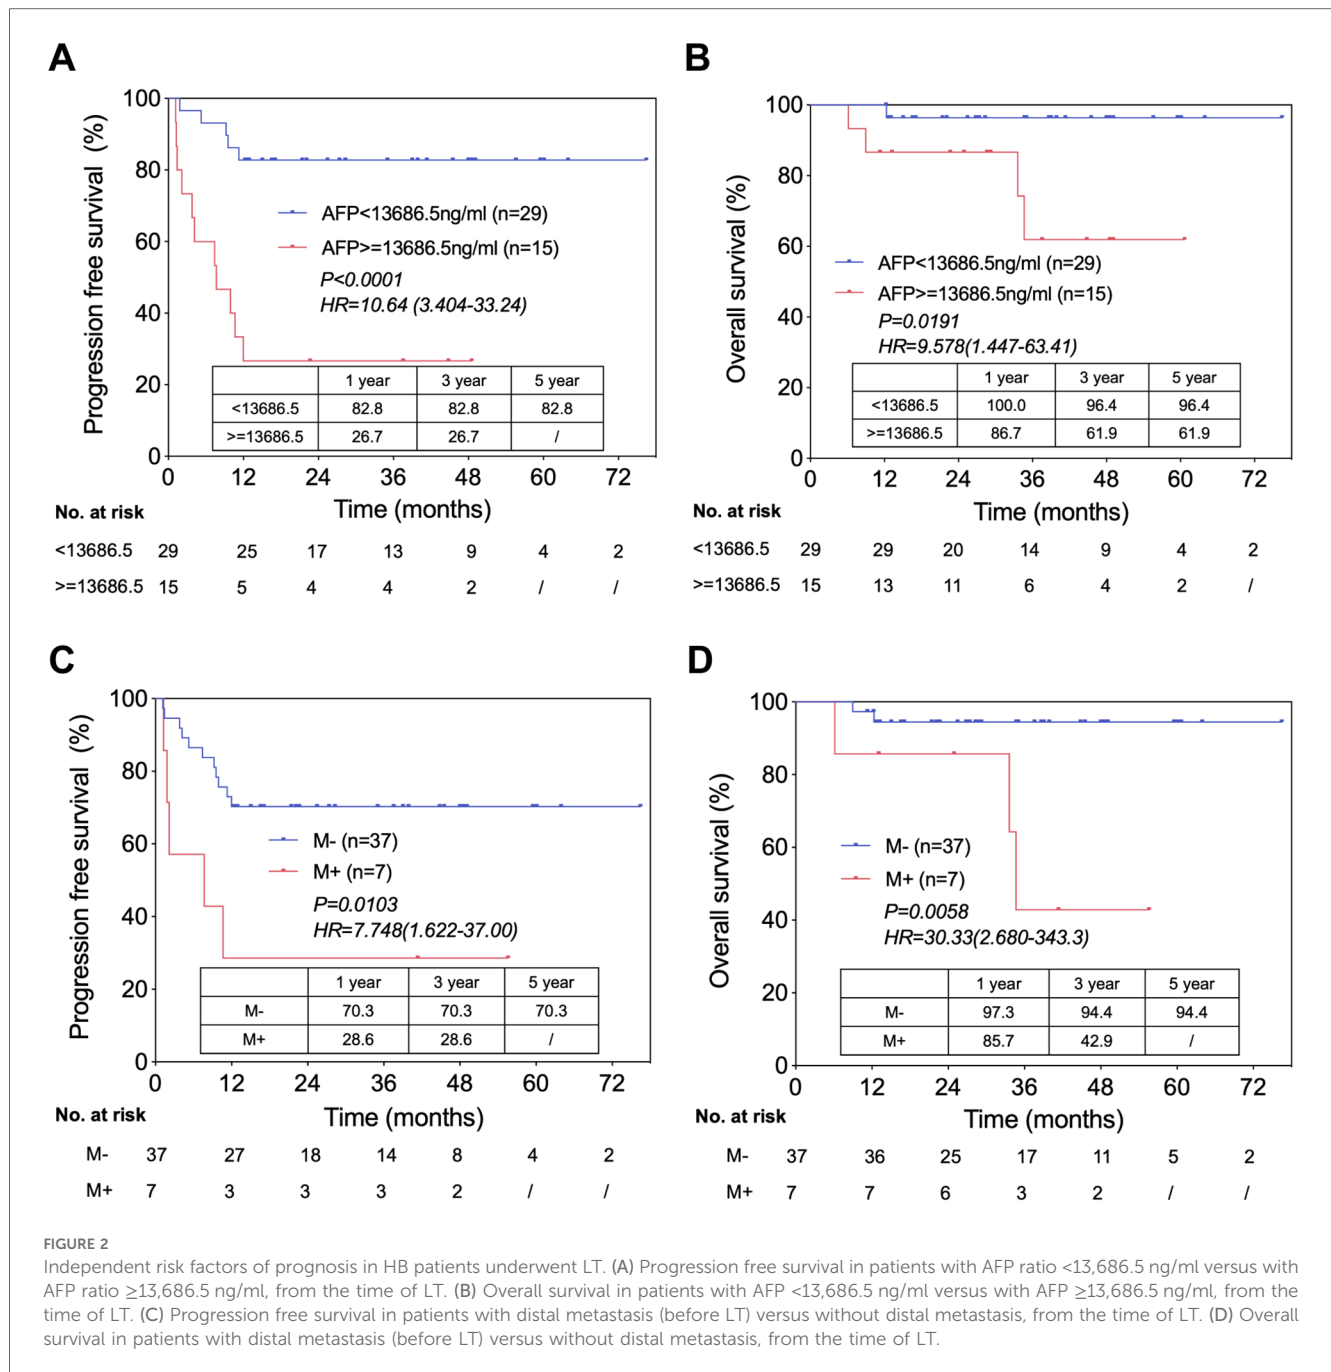 A
Progression free survival (%)
100
80
60
40
20
0
AFP<13686.5ng/ml (n=29)
AFP>=13686.5ng/ml (n=15)
P<0.0001
HR=10.64 (3.404-33.24)
1 year 3 year 5 year
<13686.5 82.8 82.8 82.8
>=13686.5 26.7 26.7 /
0 12 24 36 48 60 72
Time (months)
No. at risk
<13686.5 29 25 17 13 9 4 2
>=13686.5 15 5 4 4 2 / /
B
Overall survival (%)
100
80
60
40
20
0
AFP<13686.5ng/ml (n=29)
AFP>=13686.5ng/ml (n=15)
P=0.0191
HR=9.578(1.447-63.41)
1 year 3 year 5 year
<13686.5 100.0 96.4 96.4
>=13686.5 86.7 61.9 61.9
0 12 24 36 48 60 72
Time (months)
No. at risk
<13686.5 29 29 20 14 9 4 2
>=13686.5 15 13 11 6 4 2 /
C
Progression free survival (%)
100
80
60
40
20
0
M- (n=37)
M+ (n=7)
P=0.0103
HR=7.748(1.622-37.00)
1 year 3 year 5 year
M- 70.3 70.3 70.3
M+ 28.6 28.6 /
0 12 24 36 48 60 72
Time (months)
No. at risk
M- 37 27 18 14 8 4 2
M+ 7 3 3 3 2 / /
D
Overall survival (%)
100
80
60
40
20
0
M- (n=37)
M+ (n=7)
P=0.0058
HR=30.33(2.680-343.3)
1 year 3 year 5 year
M- 97.3 94.4 94.4
M+ 85.7 42.9 /
0 12 24 36 48 60 72
Time (months)
No. at risk
M- 37 36 25 17 11 5 2
M+ 7 7 6 3 2 / /
FIGURE 2
Independent risk factors of prognosis in HB patients underwent LT. (A) Progression free survival in patients with AFP ratio <13,686.5 ng/ml versus with
AFP ratio ≥13,686.5 ng/ml, from the time of LT. (B) Overall survival in patients with AFP <13,686.5 ng/ml versus with AFP ≥13,686.5 ng/ml, from the
time of LT. (C) Progression free survival in patients with distal metastasis (before LT) versus without distal metastasis, from the time of LT. (D) Overall
survival in patients with distal metastasis (before LT) versus without distal metastasis, from the time of LT.